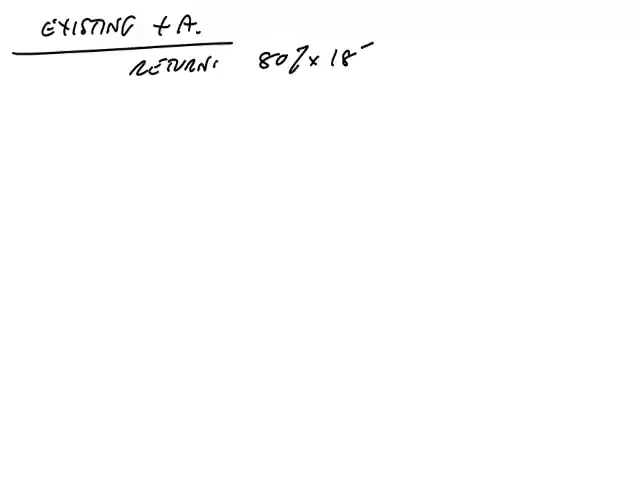 EXISTING + A.
RETURN: 80% x 18